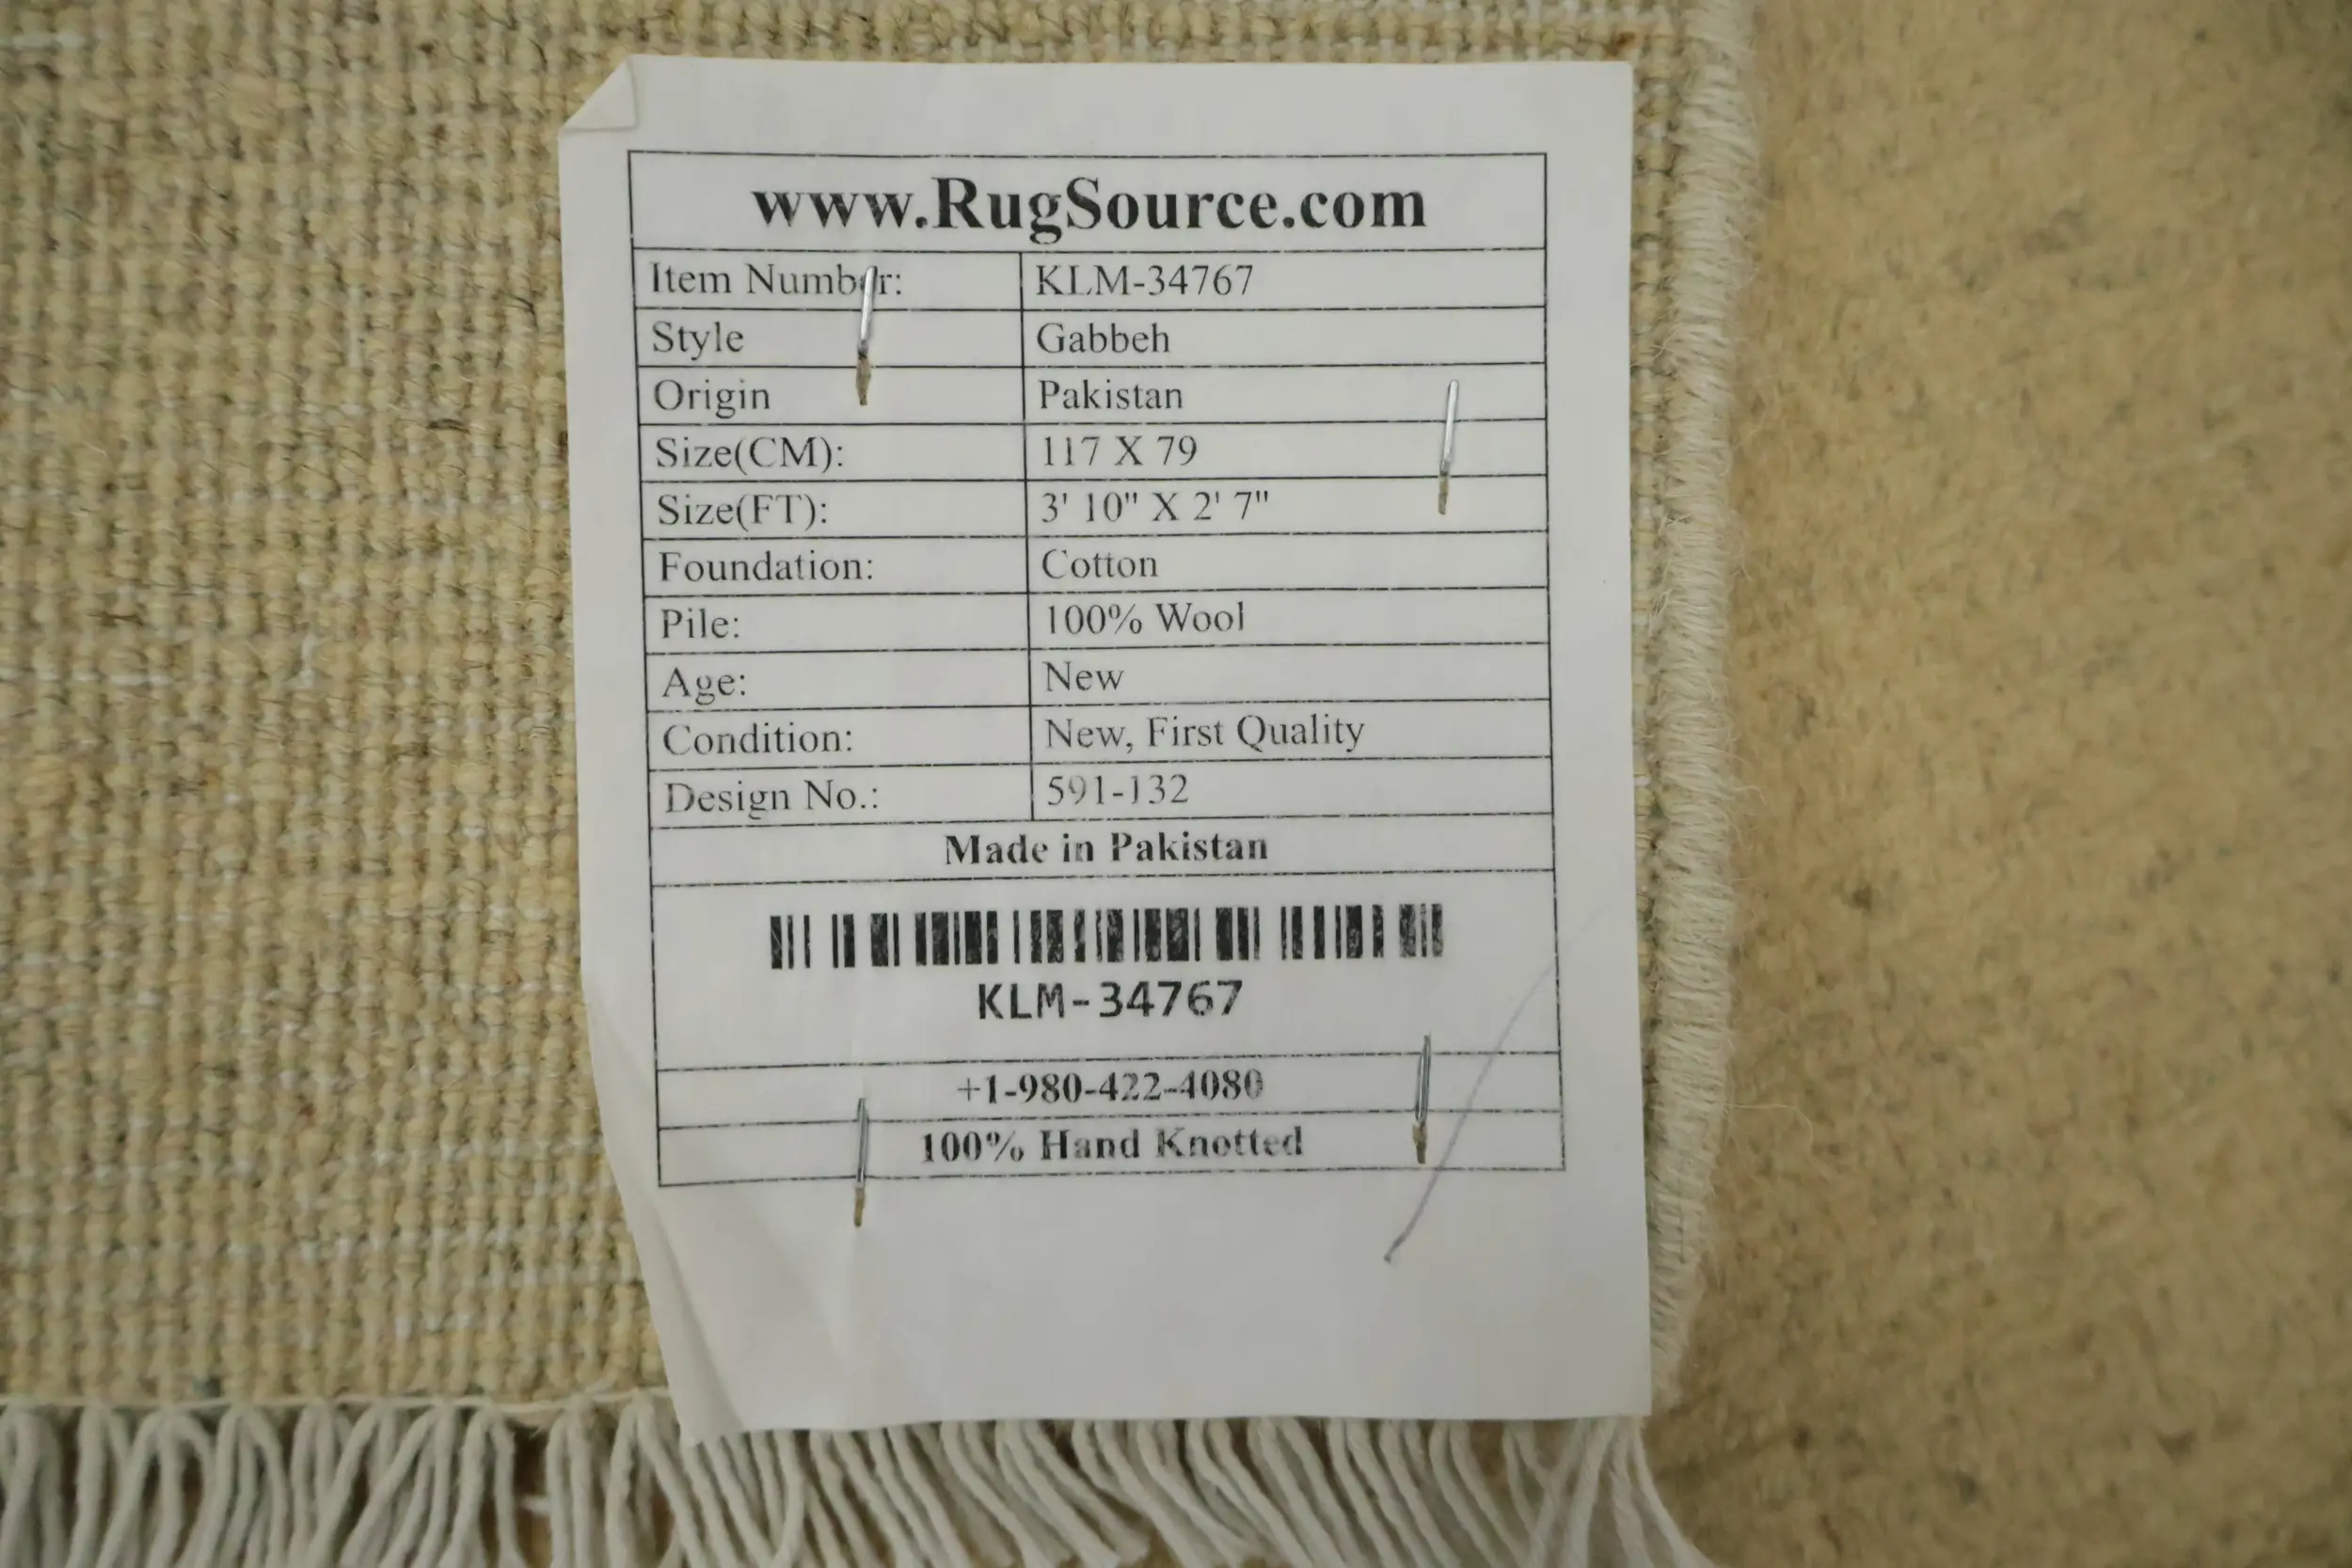 www.RugSource.com
Item Number: KLM-34767
Style Gabbeh
Origin Pakistan
Size(CM): 117 X 79
Size(FT): 3' 10" X 2' 7"
Foundation: Cotton
Pile: 100% Wool
Age: New
Condition: New, First Quality
Design No.: 591-132
Made in Pakistan
KLM-34767
+1-980-422-4080
100% Hand Knotted